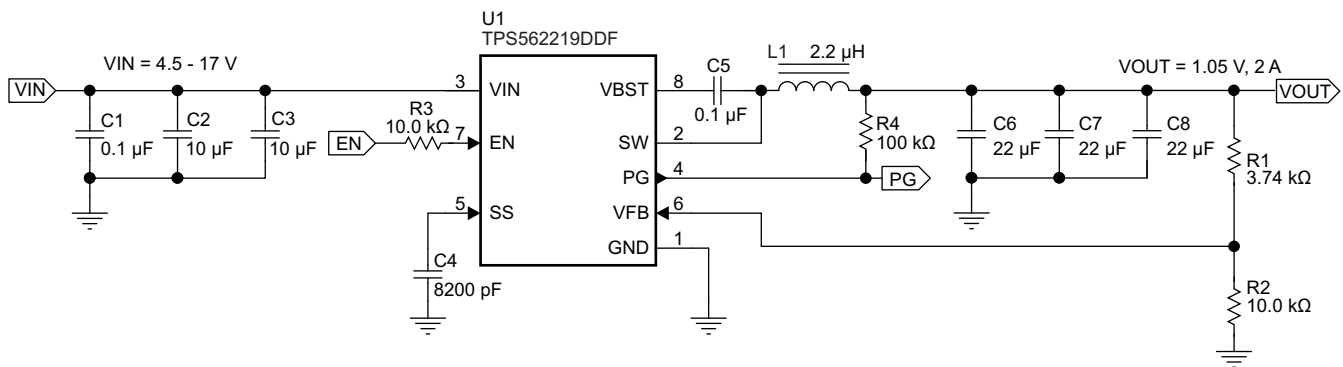 U1
TPS562219DDF
VIN = 4.5 - 17 V
VIN
C1
0.1 µF
C2
10 µF
C3
10 µF
R3
10.0 kΩ
EN
3
VIN
7
EN
5
SS
C4
8200 pF
VBST
8
SW
2
PG
4
VFB
6
GND
1
C5
0.1 µF
L1
2.2 µH
R4
100 kΩ
PG
VOUT = 1.05 V, 2 A
VOUT
C6
22 µF
C7
22 µF
C8
22 µF
R1
3.74 kΩ
R2
10.0 kΩ